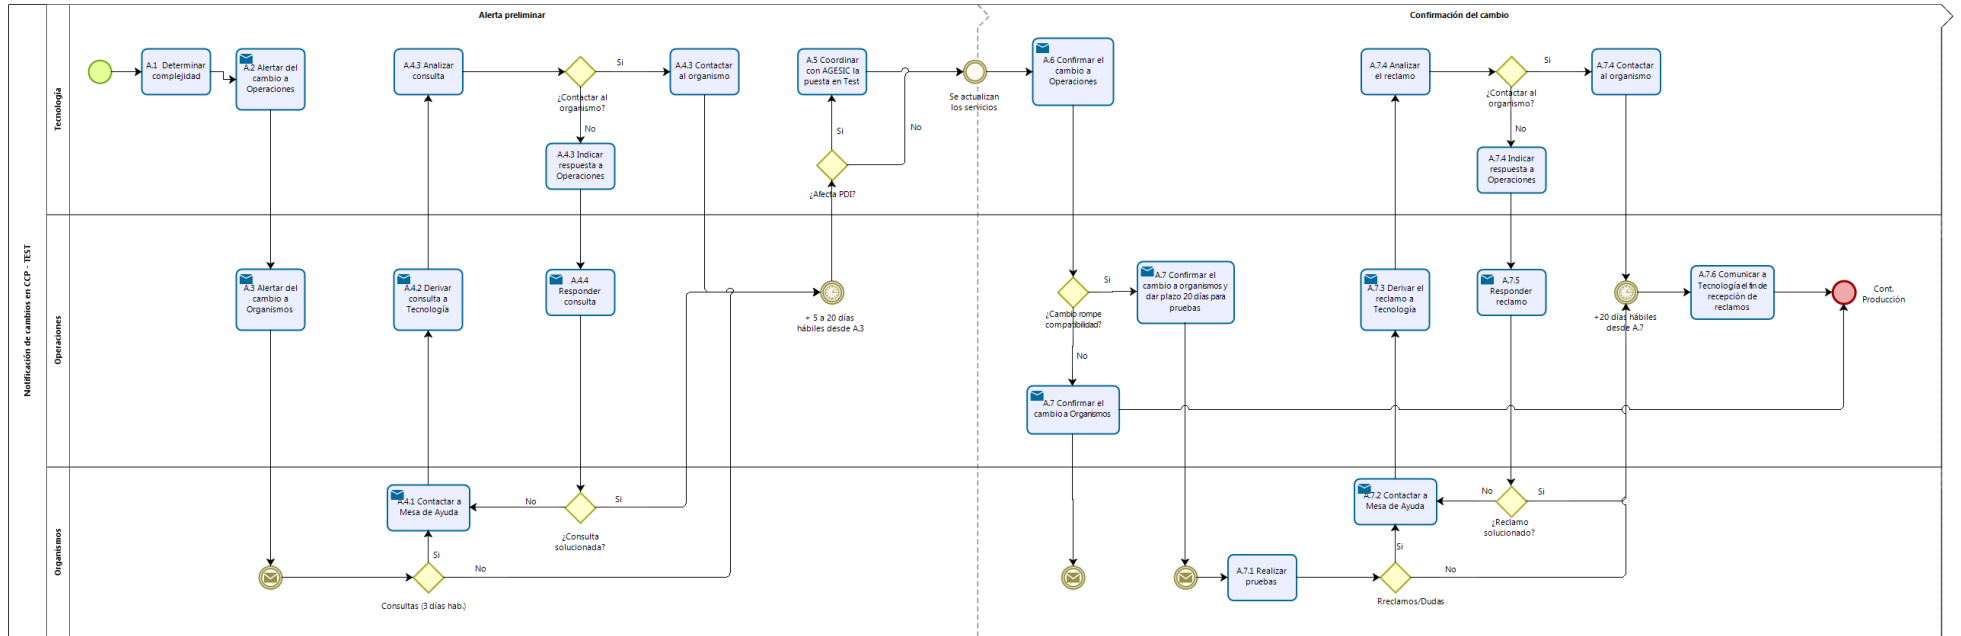 Alerta preliminar
Confirmación del cambio
Notificación de cambios en CCP - TEST
Tecnología
A.1 Determinar
complejidad
A.2 Alertar del
cambio a
Operaciones
A.4.3 Analizar
consulta
¿Contactar al
organismo?
Si
No
A.4.3 Contactar
al organismo
A.4.3 Indicar
respuesta a
Operaciones
A.5 Coordinar
con AGESIC la
puesta en Test
Si
No
¿Afecta PDI?
Se actualizan
los servicios
A.6 Confirmar el
cambio a
Operaciones
A.7.4 Analizar
el reclamo
¿Contactar al
organismo?
Si
No
A.7.4 Contactar
al organismo
A.7.4 Indicar
respuesta a
Operaciones
Operaciones
A.3 Alertar del
cambio a
Organismos
A.4.2 Derivar
consulta a
Tecnología
A.4.4
Responder
consulta
+ 5 a 20 días
hábiles desde A.3
¿Cambio rompe
compatibilidad?
Si
No
A.7 Confirmar el
cambio a organismos y
dar plazo 20 días para
pruebas
A.7 Confirmar el
cambio a Organismos
A.7.3 Derivar el
reclamo a
Tecnología
A.7.5
Responder
reclamo
+20 días hábiles
desde A.7
A.7.6 Comunicar a
Tecnología el fin de
recepción de
reclamos
Cont.
Producción
Organismos
A.4.1 Contactar a
Mesa de Ayuda
No
Si
¿Consulta
solucionada?
Si
No
Consultas (3 días hab.)
A.7.1 Realizar
pruebas
A.7.2 Contactar a
Mesa de Ayuda
No
Si
¿Reclamo
solucionado?
Si
No
Rreclamos/Dudas